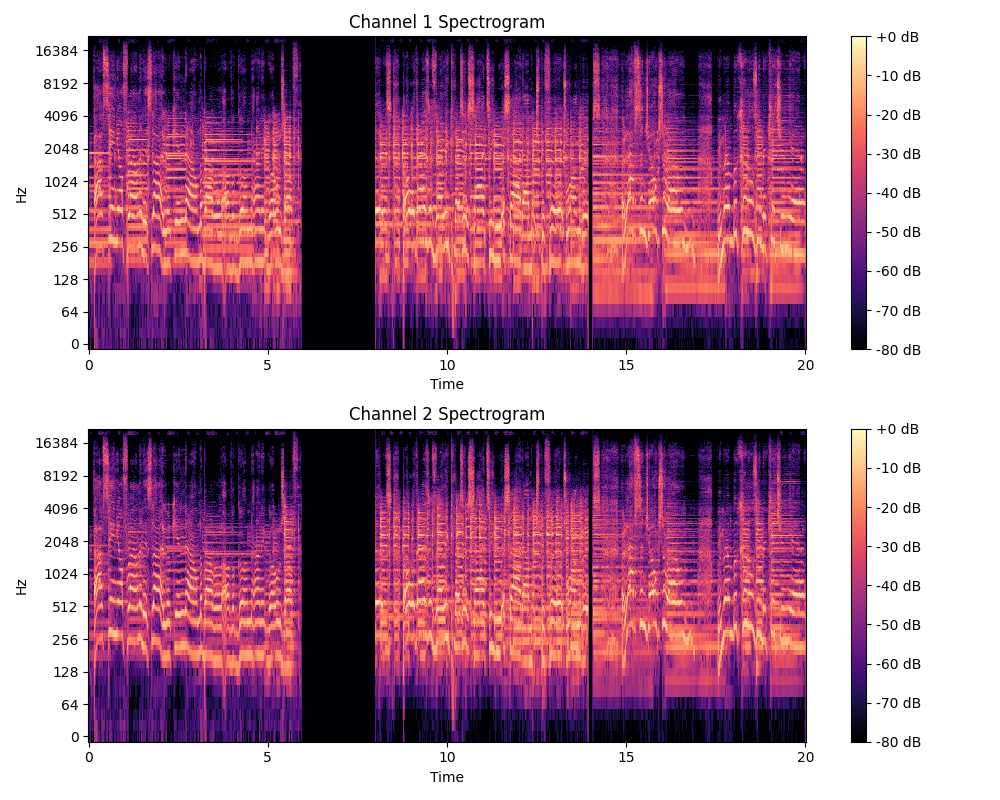 Channel 1 Spectrogram
Hz
16384
8192
4096
2048
1024
512
256
128
64
0
0 5 10 15 20
Time
+0 dB
-10 dB
-20 dB
-30 dB
-40 dB
-50 dB
-60 dB
-70 dB
-80 dB
Channel 2 Spectrogram
Hz
16384
8192
4096
2048
1024
512
256
128
64
0
0 5 10 15 20
Time
+0 dB
-10 dB
-20 dB
-30 dB
-40 dB
-50 dB
-60 dB
-70 dB
-80 dB